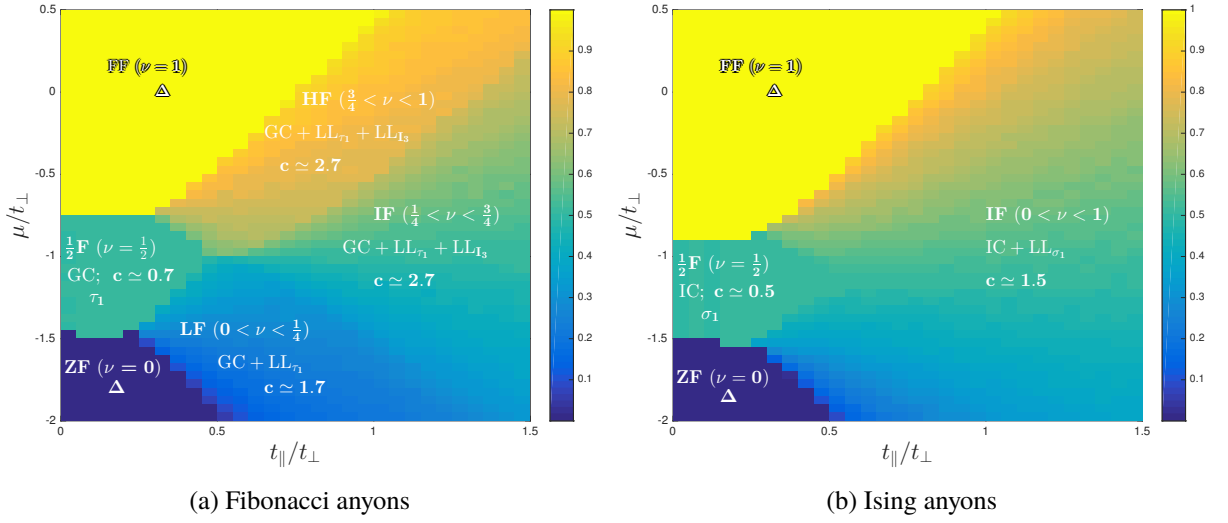 0.5
0
-0.5
-1
-1.5
-2
μ/t⊥
0
0.5
1
1.5
t∥/t⊥
FF (ν = 1)
Δ
HF (3/4 < ν < 1)
GC + LL_τ₁ + LL_I₃
c ≃ 2.7
IF (1/4 < ν < 3/4)
GC + LL_τ₁ + LL_I₃
c ≃ 2.7
½F (ν = ½)
GC; c ≃ 0.7
τ₁
LF (0 < ν < 1/4)
GC + LL_τ₁
c ≃ 1.7
ZF (ν = 0)
Δ
0.9
0.8
0.7
0.6
0.5
0.4
0.3
0.2
0.1
(a) Fibonacci anyons
0.5
0
-0.5
-1
-1.5
-2
μ/t⊥
0
0.5
1
1.5
t∥/t⊥
FF (ν = 1)
Δ
IF (0 < ν < 1)
IC + LL_σ₁
c ≃ 1.5
½F (ν = ½)
IC; c ≃ 0.5
σ₁
ZF (ν = 0)
Δ
1
0.9
0.8
0.7
0.6
0.5
0.4
0.3
0.2
0.1
(b) Ising anyons